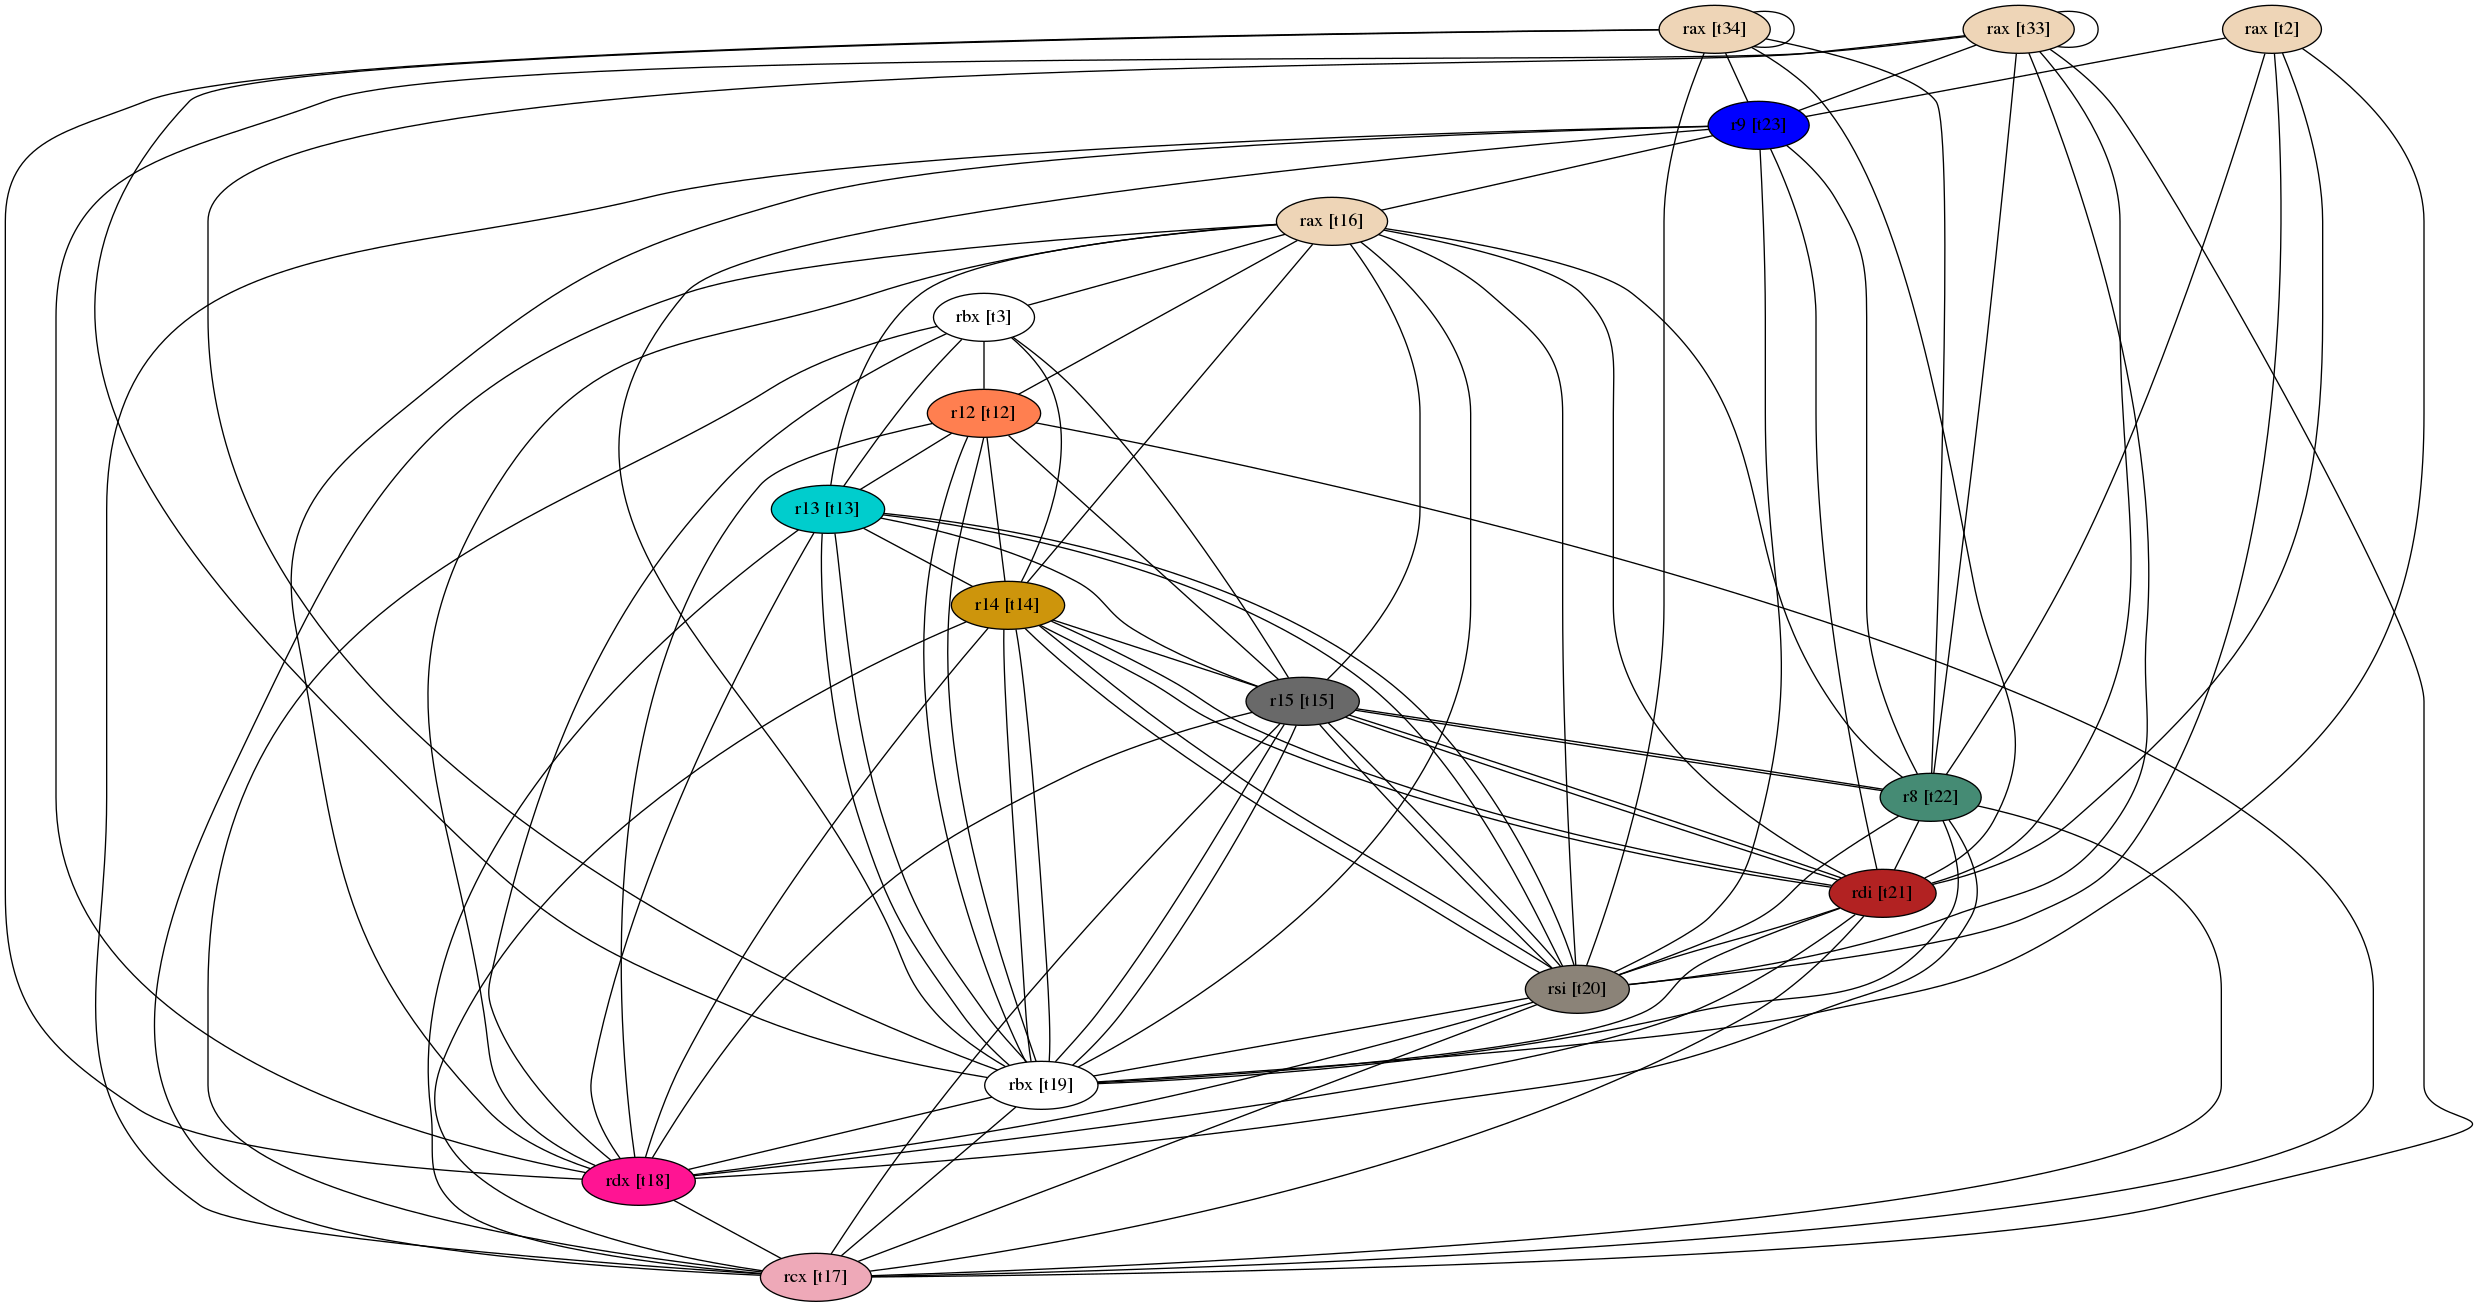 rax [t34]
rax [t33]
rax [t2]
r9 [t23]
rax [t16]
rbx [t3]
r12 [t12]
r13 [t13]
r14 [t14]
r15 [t15]
r8 [t22]
rdi [t21]
rsi [t20]
rbx [t19]
rdx [t18]
rcx [t17]